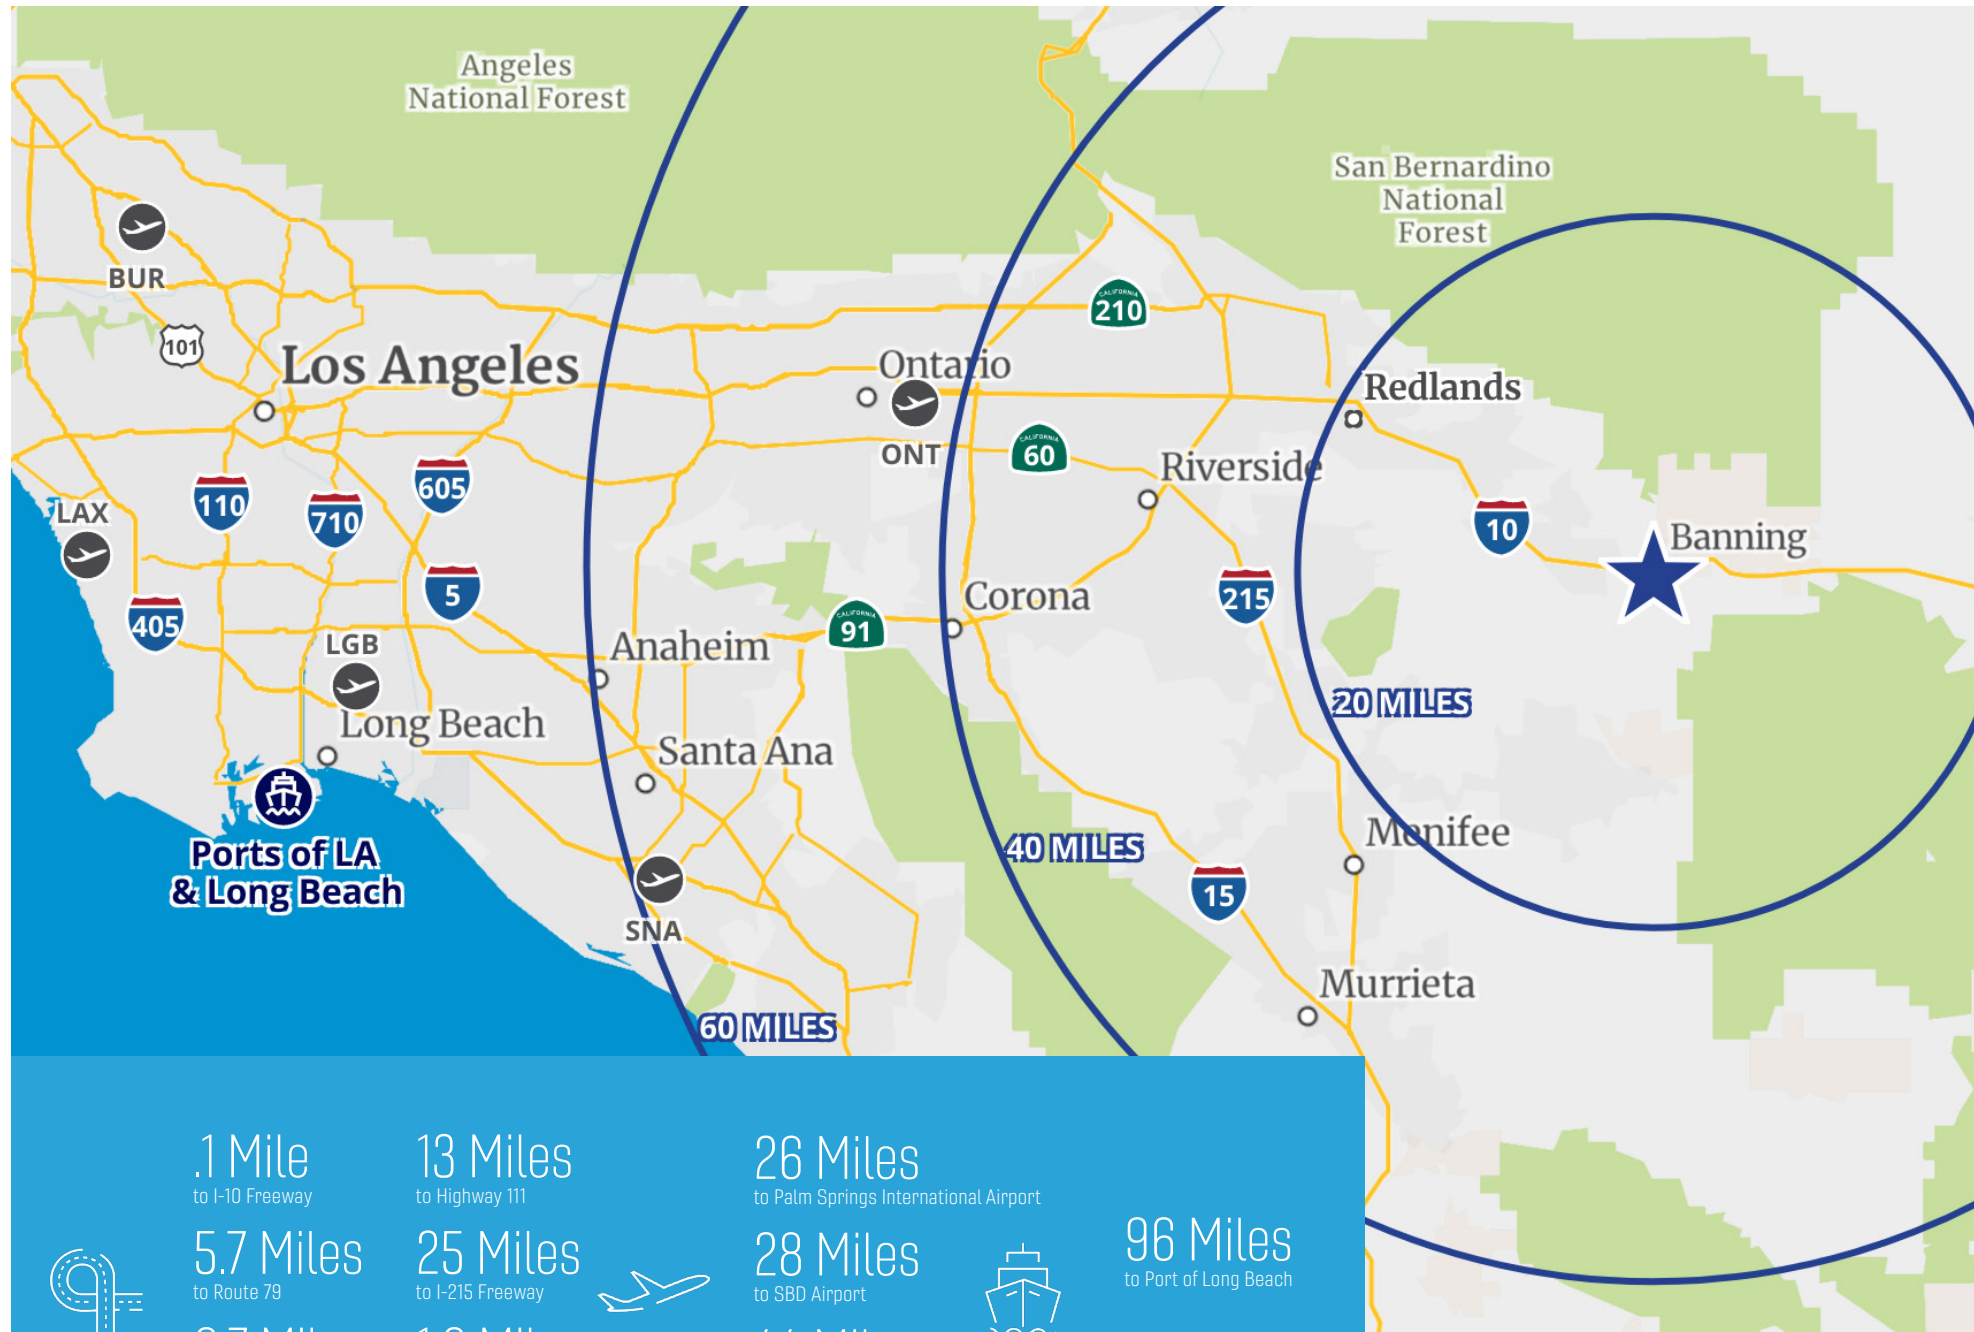 Angeles
National Forest
San Bernardino
National
Forest
BUR
CALIFORNIA
210
101
Los Angeles
Ontario
Redlands
ONT
CALIFORNIA
60
Riverside
605
110
710
LAX
10
Banning
5
405
215
Corona
CALIFORNIA
91
LGB
Anaheim
20 MILES
Long Beach
Santa Ana
Menifee
40 MILES
Ports of LA
& Long Beach
15
SNA
Murrieta
60 MILES
.1 Mile
to I-10 Freeway
13 Miles
to Highway 111
26 Miles
to Palm Springs International Airport
5.7 Miles
to Route 79
25 Miles
to I-215 Freeway
28 Miles
to SBD Airport
96 Miles
to Port of Long Beach